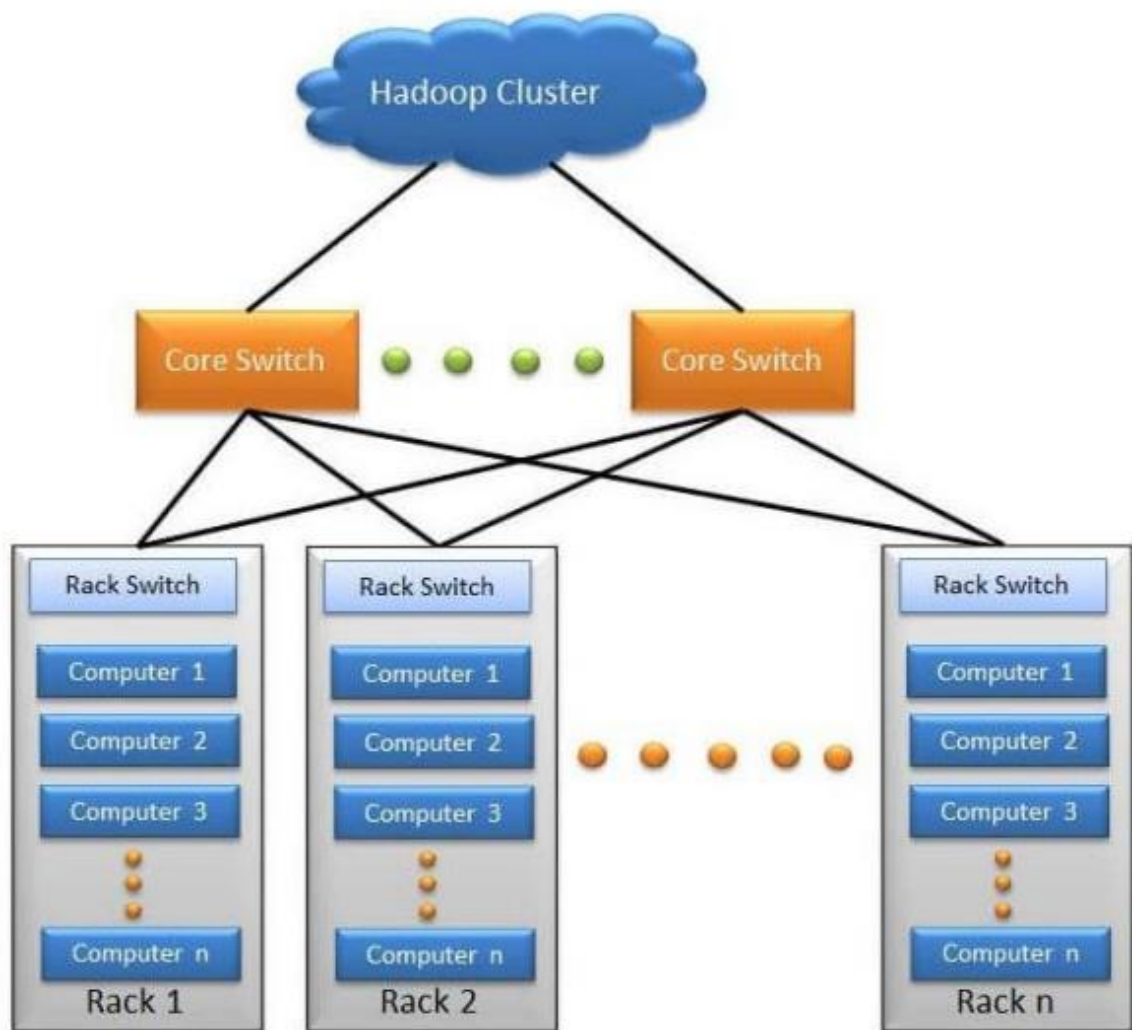 Hadoop Cluster
Core Switch
Core Switch
Rack Switch
Computer 1
Computer 2
Computer 3
Computer n
Rack 1
Rack Switch
Computer 1
Computer 2
Computer 3
Computer n
Rack 2
Rack Switch
Computer 1
Computer 2
Computer 3
Computer n
Rack n